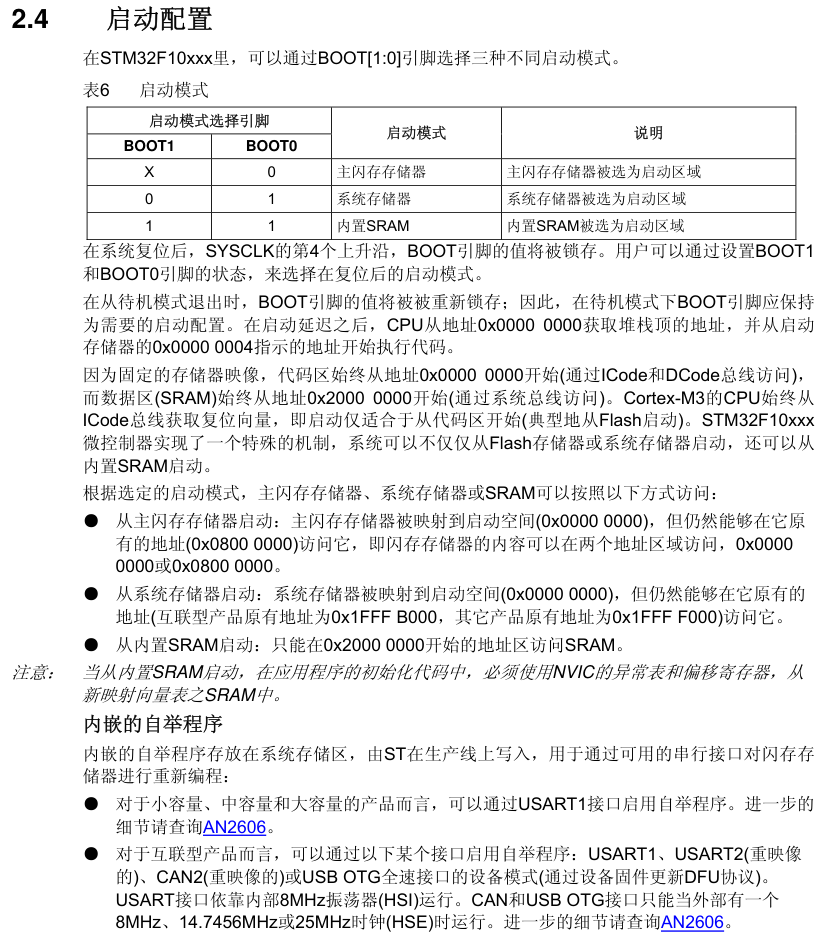 2.4 启动配置
在STM32F10xxx里，可以通过BOOT[1:0]引脚选择三种不同启动模式。
表6 启动模式
启动模式选择引脚 启动模式 说明
BOOT1 BOOT0
X 0 主闪存存储器 主闪存存储器被选为启动区域
0 1 系统存储器 系统存储器被选为启动区域
1 1 内置SRAM 内置SRAM被选为启动区域
在系统复位后，SYSCLK的第4个上升沿，BOOT引脚的值将被锁存。用户可以通过设置BOOT1
和BOOT0引脚的状态，来选择在复位后的启动模式。
在从待机模式退出时，BOOT引脚的值将被被重新锁存；因此，在待机模式下BOOT引脚应保持
为需要的启动配置。在启动延迟之后，CPU从地址0x0000 0000获取堆栈顶的地址，并从启动
存储器的0x0000 0004指示的地址开始执行代码。
因为固定的存储器映像，代码区始终从地址0x0000 0000开始(通过ICode和DCode总线访问)，
而数据区(SRAM)始终从地址0x2000 0000开始(通过系统总线访问)。Cortex-M3的CPU始终从
ICode总线获取复位向量，即启动仅适合于从代码区开始(典型地从Flash启动)。STM32F10xxx
微控制器实现了一个特殊的机制，系统可以不仅仅从Flash存储器或系统存储器启动，还可以从
内置SRAM启动。
根据选定的启动模式，主闪存存储器、系统存储器或SRAM可以按照以下方式访问：
● 从主闪存存储器启动：主闪存存储器被映射到启动空间(0x0000 0000)，但仍然能够在它原
有的地址(0x0800 0000)访问它，即闪存存储器的内容可以在两个地址区域访问，0x0000
0000或0x0800 0000。
● 从系统存储器启动：系统存储器被映射到启动空间(0x0000 0000)，但仍然能够在它原有的
地址(互联型产品原有地址为0x1FFF B000，其它产品原有地址为0x1FFF F000)访问它。
● 从内置SRAM启动：只能在0x2000 0000开始的地址区访问SRAM。
注意： 当从内置SRAM启动，在应用程序的初始化代码中，必须使用NVIC的异常表和偏移寄存器，从
新映射向量表之SRAM中。
内嵌的自举程序
内嵌的自举程序存放在系统存储区，由ST在生产线上写入，用于通过可用的串行接口对闪存存
储器进行重新编程：
● 对于小容量、中容量和大容量的产品而言，可以通过USART1接口启用自举程序。进一步的
细节请查询AN2606。
● 对于互联型产品而言，可以通过以下某个接口启用自举程序：USART1、USART2(重映像
的)、CAN2(重映像的)或USB OTG全速接口的设备模式(通过设备固件更新DFU协议)。
USART接口依靠内部8MHz振荡器(HSI)运行。CAN和USB OTG接口只能当外部有一个
8MHz、14.7456MHz或25MHz时钟(HSE)时运行。进一步的细节请查询AN2606。